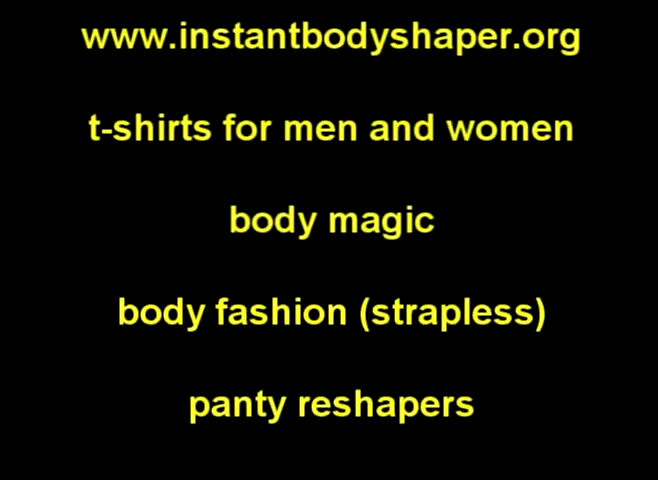 www.instantbodyshaper.org
t-shirts for men and women
body magic
body fashion (strapless)
panty reshapers